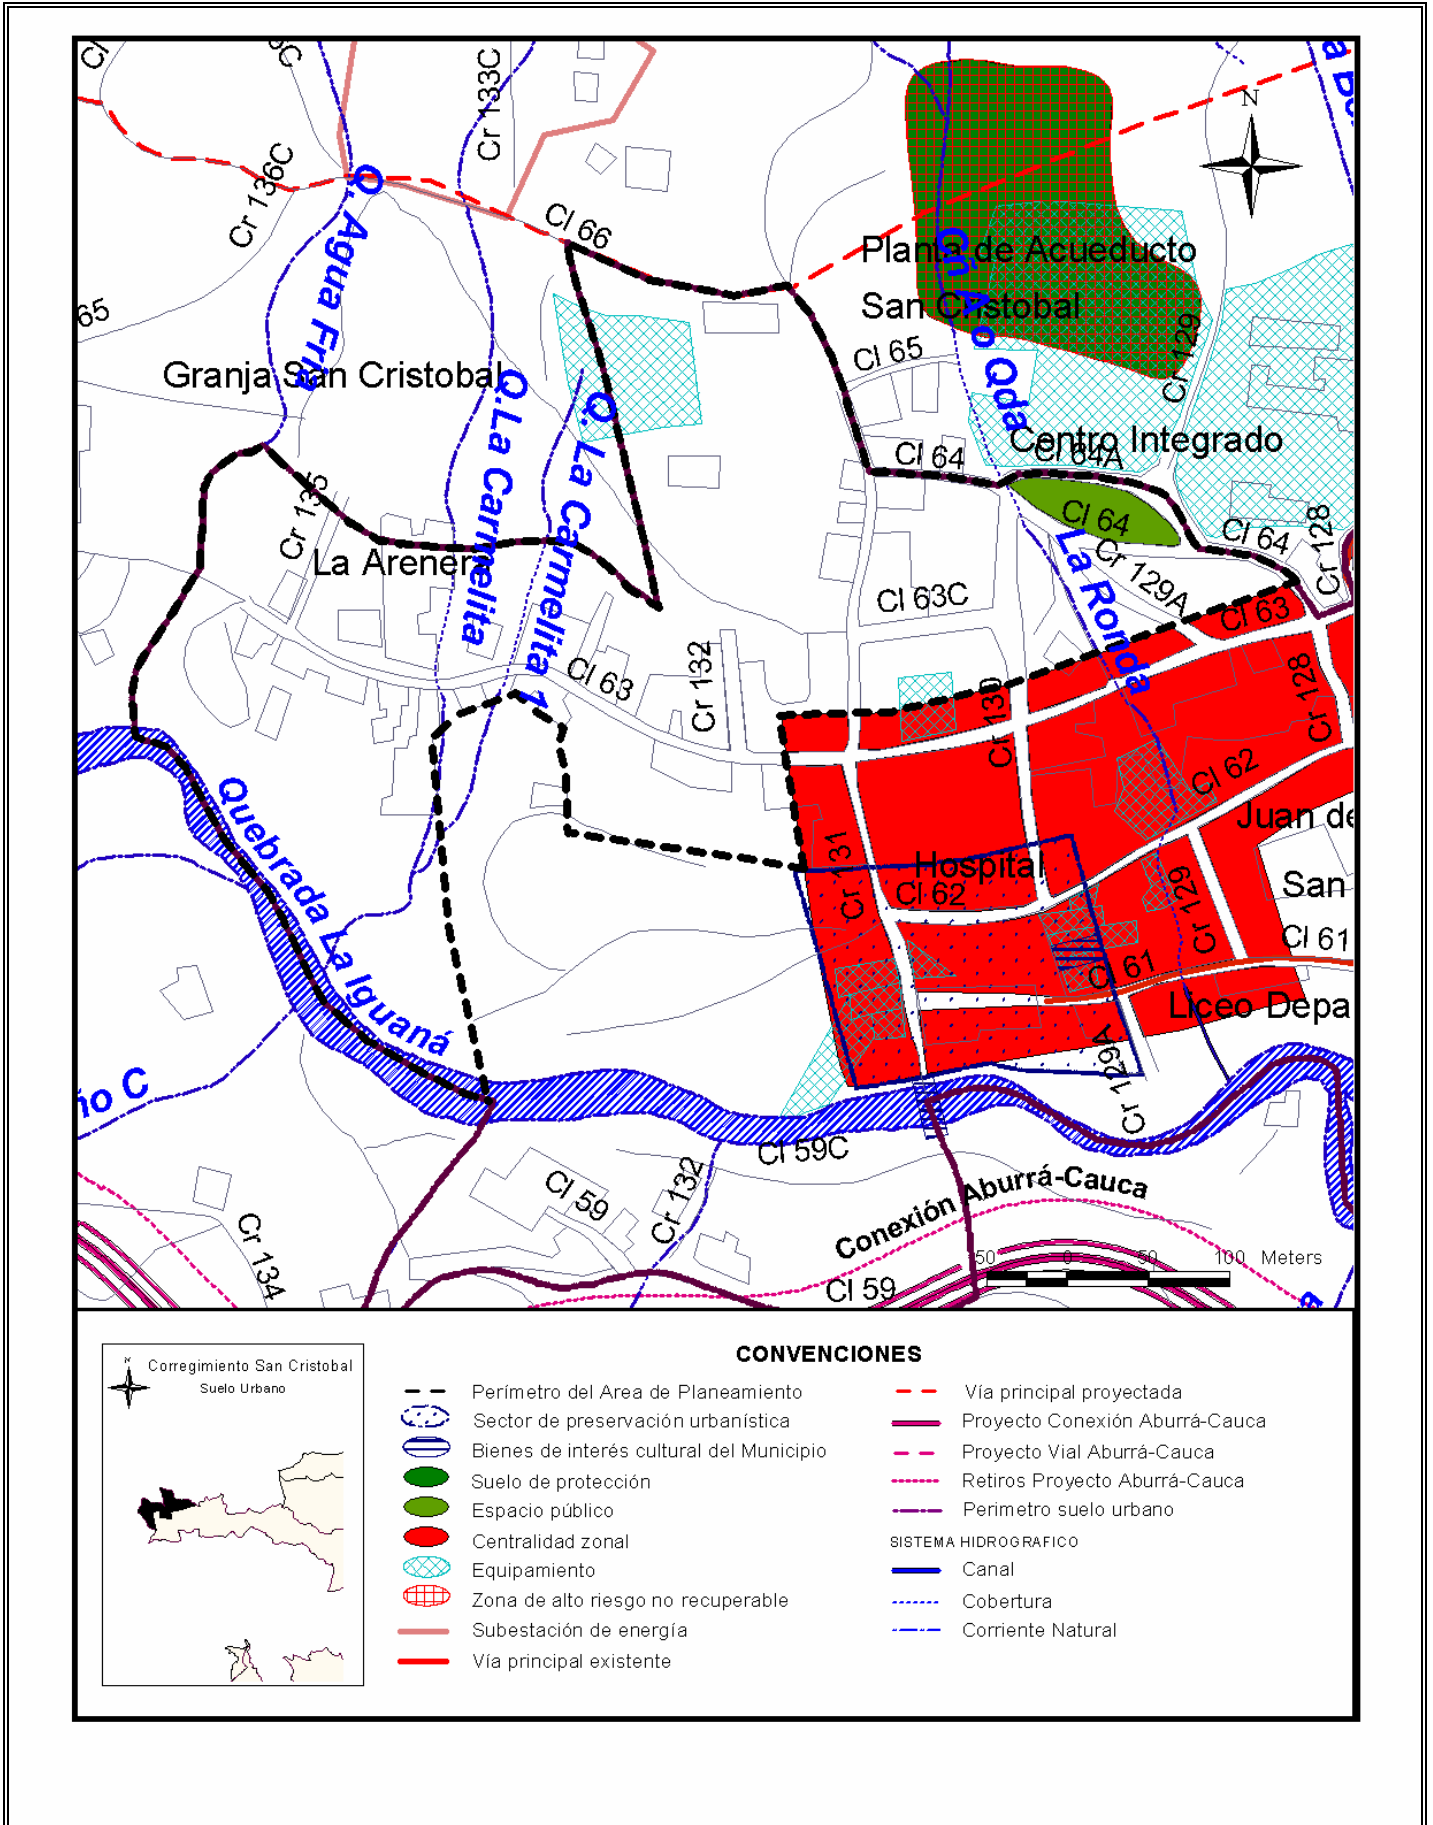 Cl
Cr 133C
N
Cr 136C
Cl 66
Q. Agua Fria
Planta de Acueducto
San Cristobal
65
Cl 65
Cl 129
Granja San Cristobal
Q.La Carmelita
Q. La Carmelita 1
Centro Integrado
Cl 64A
Cl 64
Cl 64
Cl 64
Cr 128
Cr 135
La Arenera
Cr 129A
La Ronda
Cl 63C
Cl 63
Cl 63
Cr 132
Cr 130
Cr 128
Cl 62
Quebrada La Iguaná
Juan de
Hospital
San
Cr 131
Cl 62
Cr 129
Cl 61
Cl 61
Liceo Depa
Cr 129A
ño C
Cl 59C
Cl 59
Cr 132
Conexión Aburrá-Cauca
Cr 134
Cl 59
50 0 50 100 Meters
CONVENCIONES
N
Corregimiento San Cristobal
Suelo Urbano
Perímetro del Area de Planeamiento
Sector de preservación urbanística
Bienes de interés cultural del Municipio
Suelo de protección
Espacio público
Centralidad zonal
Equipamiento
Zona de alto riesgo no recuperable
Subestación de energía
Vía principal existente
Vía principal proyectada
Proyecto Conexión Aburrá-Cauca
Proyecto Vial Aburrá-Cauca
Retiros Proyecto Aburrá-Cauca
Perimetro suelo urbano
SISTEMA HIDROGRAFICO
Canal
Cobertura
Corriente Natural